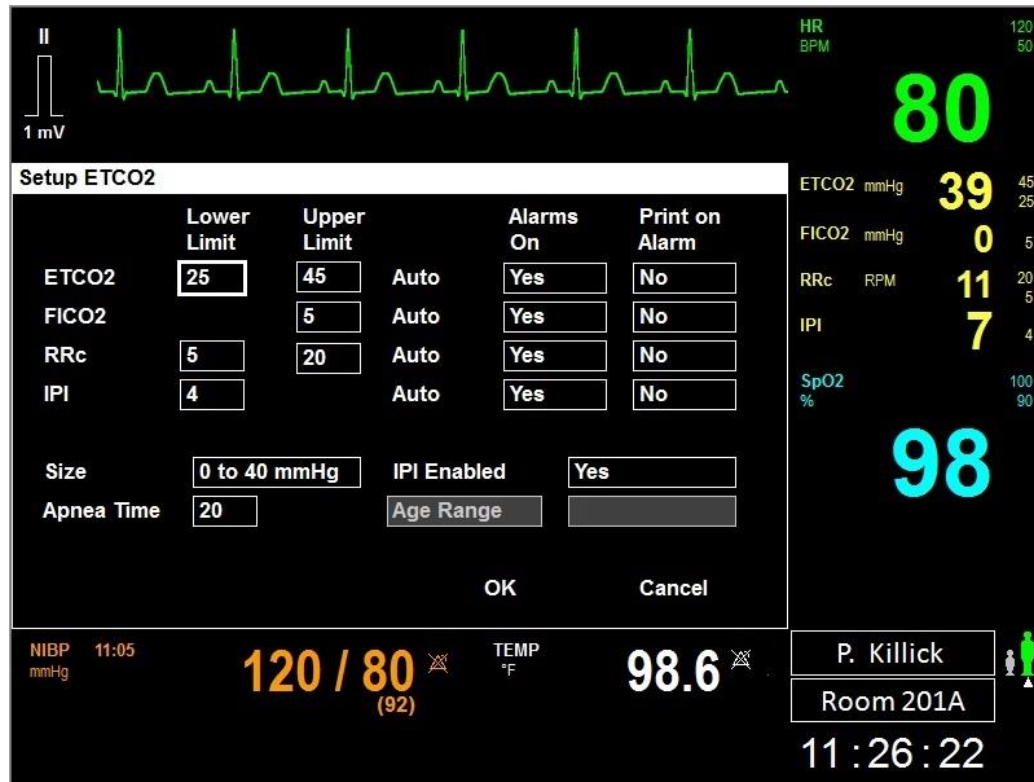 II
1 mV
HR
BPM
120
50
80
Setup ETCO2
Lower Limit Upper Limit Alarms On Print on Alarm
ETCO2 25 45 Auto Yes No
FICO2 5 Auto Yes No
RRc 5 20 Auto Yes No
IPI 4 Auto Yes No
Size 0 to 40 mmHg IPI Enabled Yes
Apnea Time 20 Age Range
OK Cancel
ETCO2 mmHg 39 45
25
FICO2 mmHg 0 5
RRc RPM 11 20
5
IPI 7 4
SpO2
%
100
90
98
NIBP 11:05
mmHg
120 / 80
(92)
TEMP
°F
98.6
P. Killick
Room 201A
11 : 26 : 22